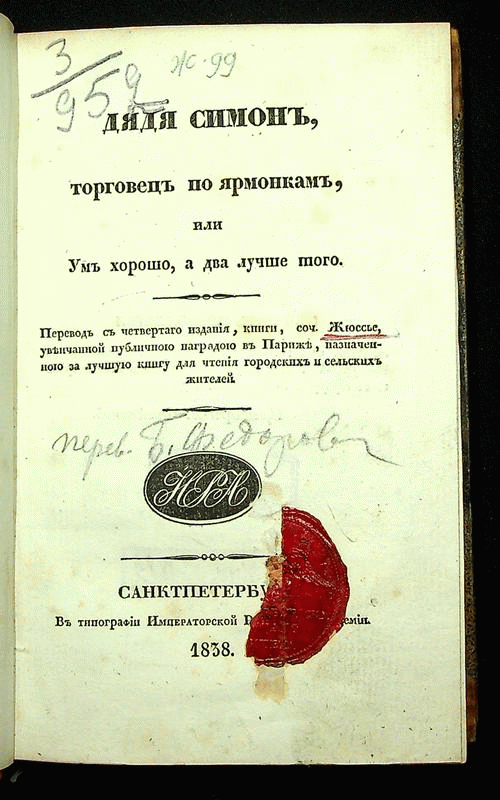 3
959
Ж·99
ДЯДЯ СИМОНЪ,
торговецъ по ярмонкамъ,
или
Умъ хорошо, а два лучше того.
Переводъ съ четвертаго изданія, книги, соч. Жюссье,
увѣнчанной публичною наградою въ Парижѣ, назначен-
ною за лучшую книгу для чтенія городскихъ и сельскихъ
жителей.
перев. Б. Федорова
САНКТПЕТЕРБУ
Въ типографіи Императорской
1838.